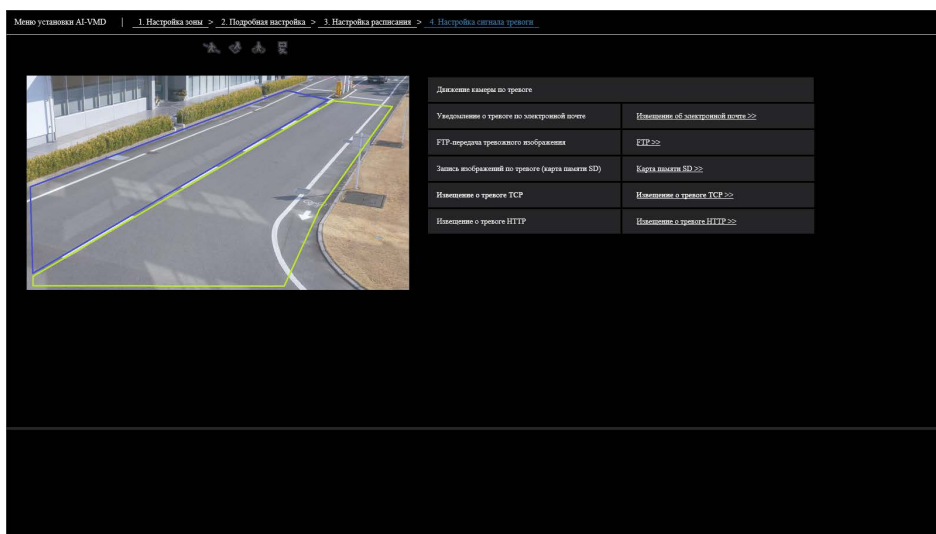 Меню установки AI-VMD | 1. Настройка зоны > 2. Подробная настройка > 3. Настройка расписания > 4. Настройка сигнала тревоги
Движение камеры по тревоге
Уведомление о тревоге по электронной почте Извещение об электронной почте >>
FTP-передача тревожного изображения FTP >>
Запись изображений по тревоге (карта памяти SD) Карта памяти SD >>
Извещение о тревоге TCP Извещение о тревоге TCP >>
Извещение о тревоге HTTP Извещение о тревоге HTTP >>